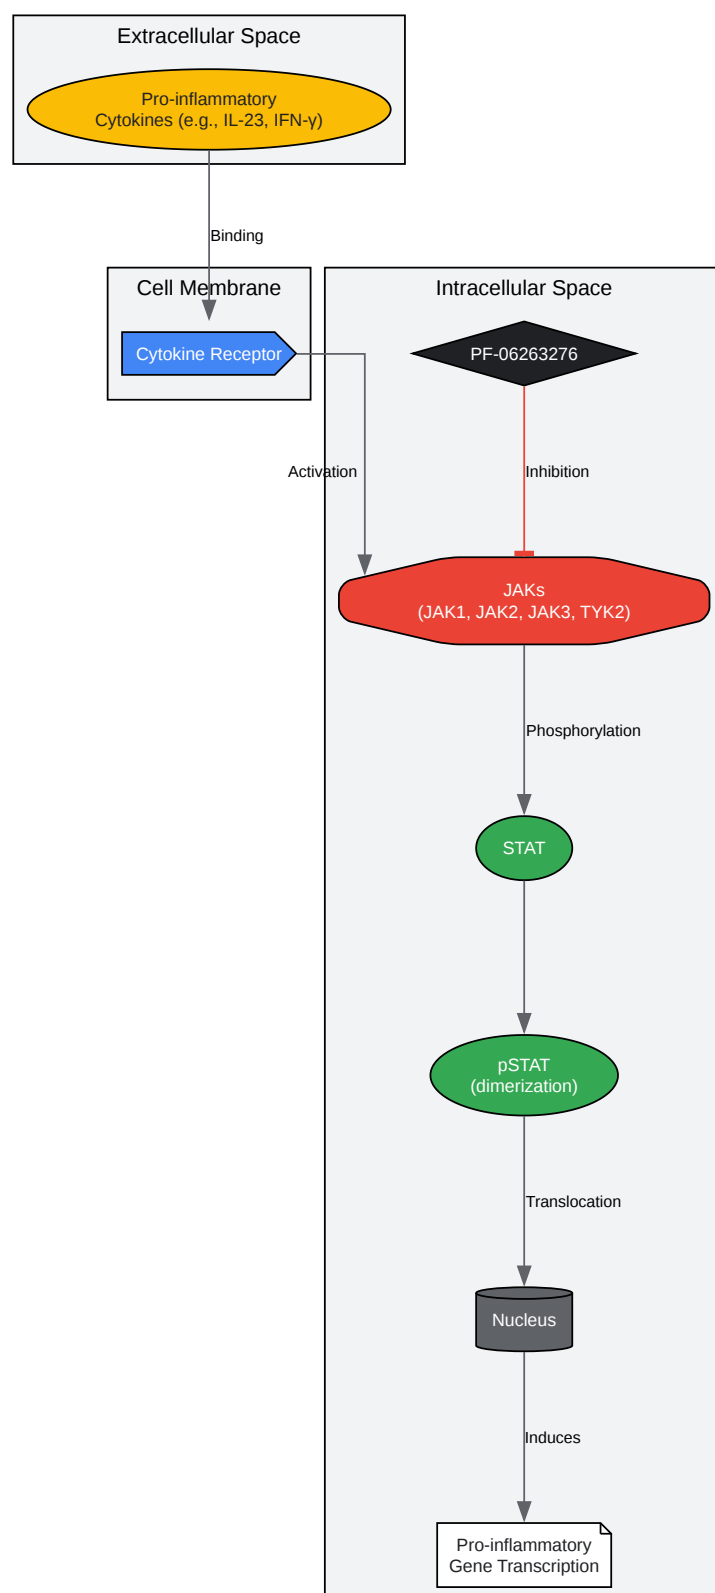 Extracellular Space
Pro-inflammatory
Cytokines (e.g., IL-23, IFN-γ)
Binding
Cell Membrane
Cytokine Receptor
Intracellular Space
PF-06263276
Activation
Inhibition
JAKs
(JAK1, JAK2, JAK3, TYK2)
Phosphorylation
STAT
pSTAT
(dimerization)
Translocation
Nucleus
Induces
Pro-inflammatory
Gene Transcription